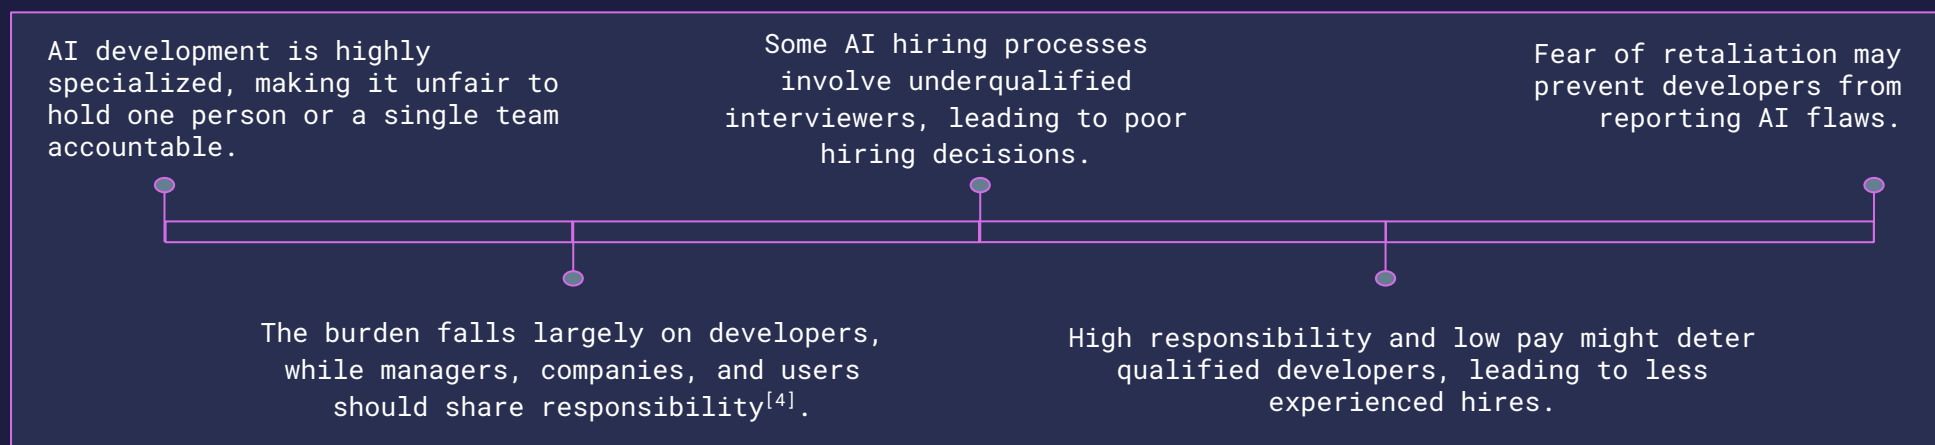 AI development is highly
specialized, making it unfair to
hold one person or a single team
accountable.
The burden falls largely on developers,
while managers, companies, and users
should share responsibility[4].
Some AI hiring processes
involve underqualified
interviewers, leading to poor
hiring decisions.
High responsibility and low pay might deter
qualified developers, leading to less
experienced hires.
Fear of retaliation may
prevent developers from
reporting AI flaws.